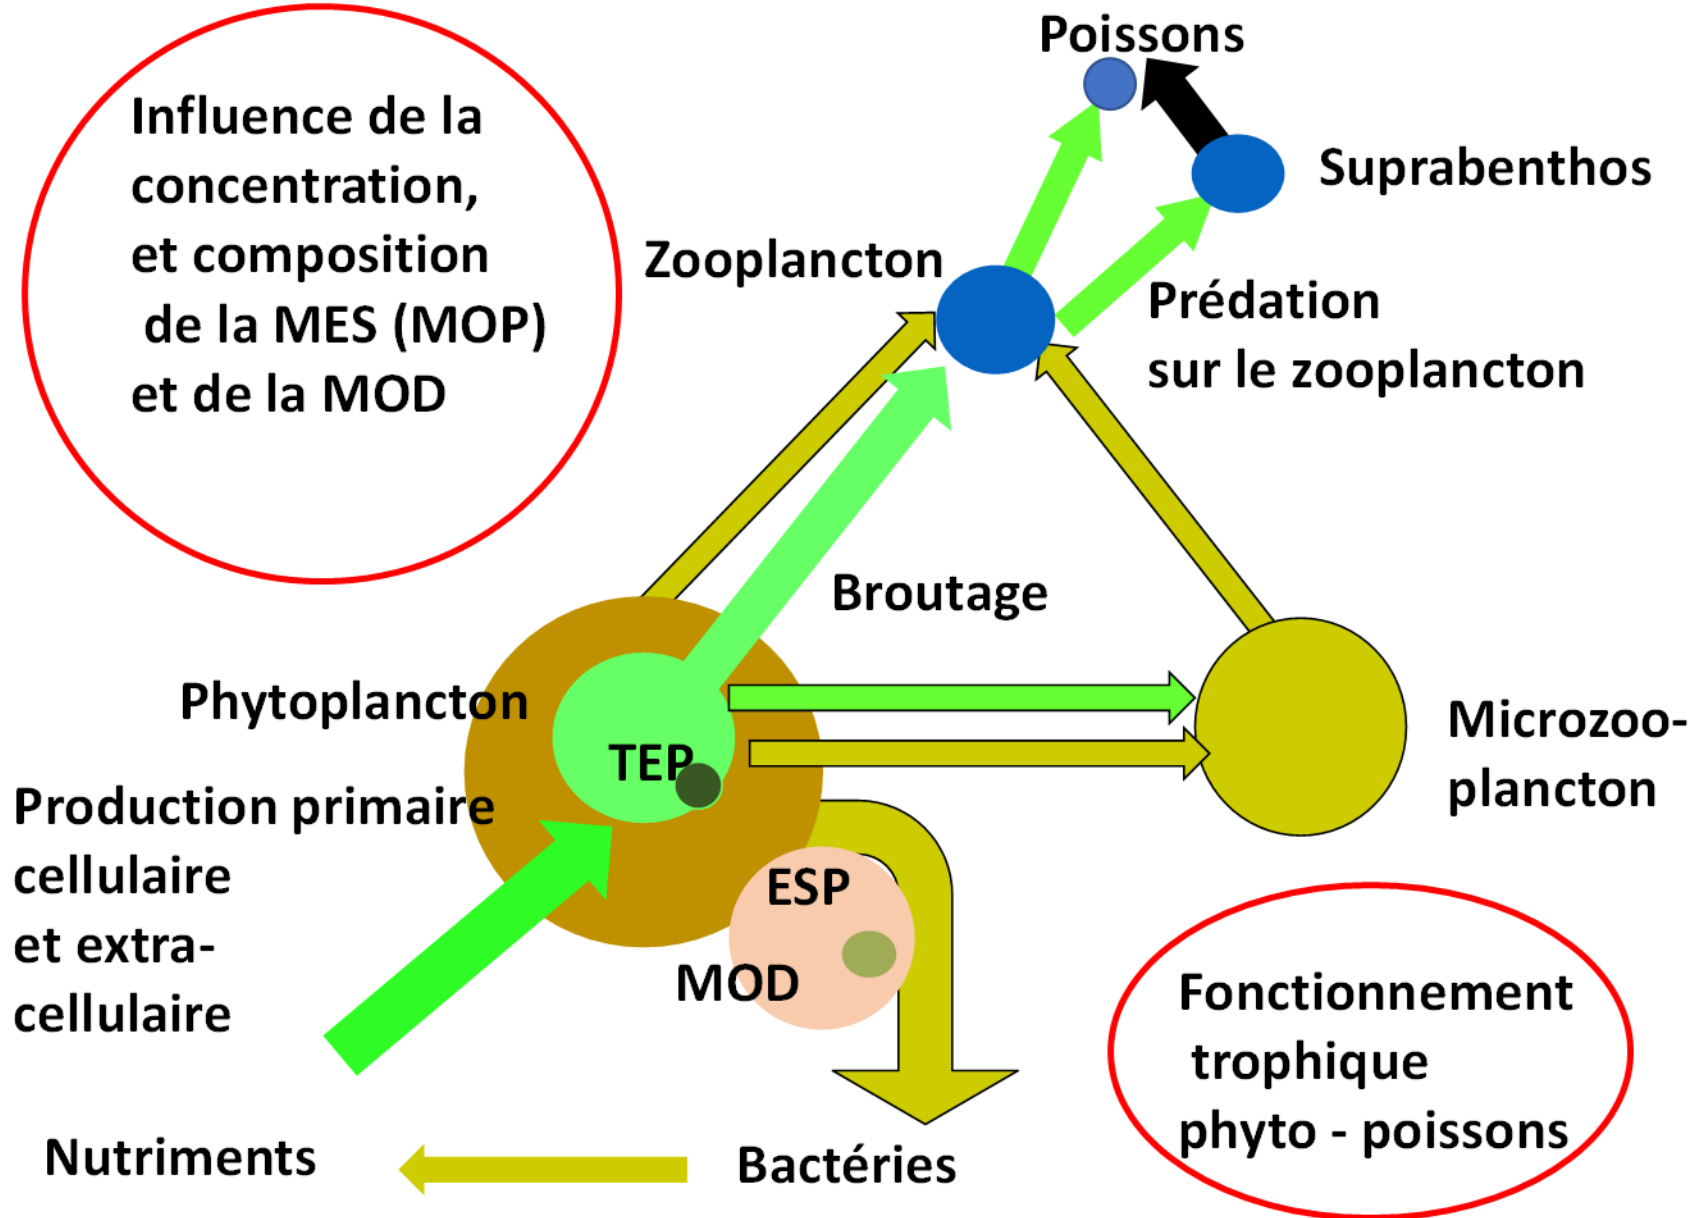 Poissons
Influence de la
concentration,
et composition
de la MES (MOP)
et de la MOD
Suprabenthos
Zooplancton
Prédation
sur le zooplancton
Broutage
Phytoplancton
TEP
Microzoo-
plancton
Production primaire
cellulaire
et extra-
cellulaire
ESP
MOD
Fonctionnement
trophique
phyto - poissons
Nutriments
Bactéries